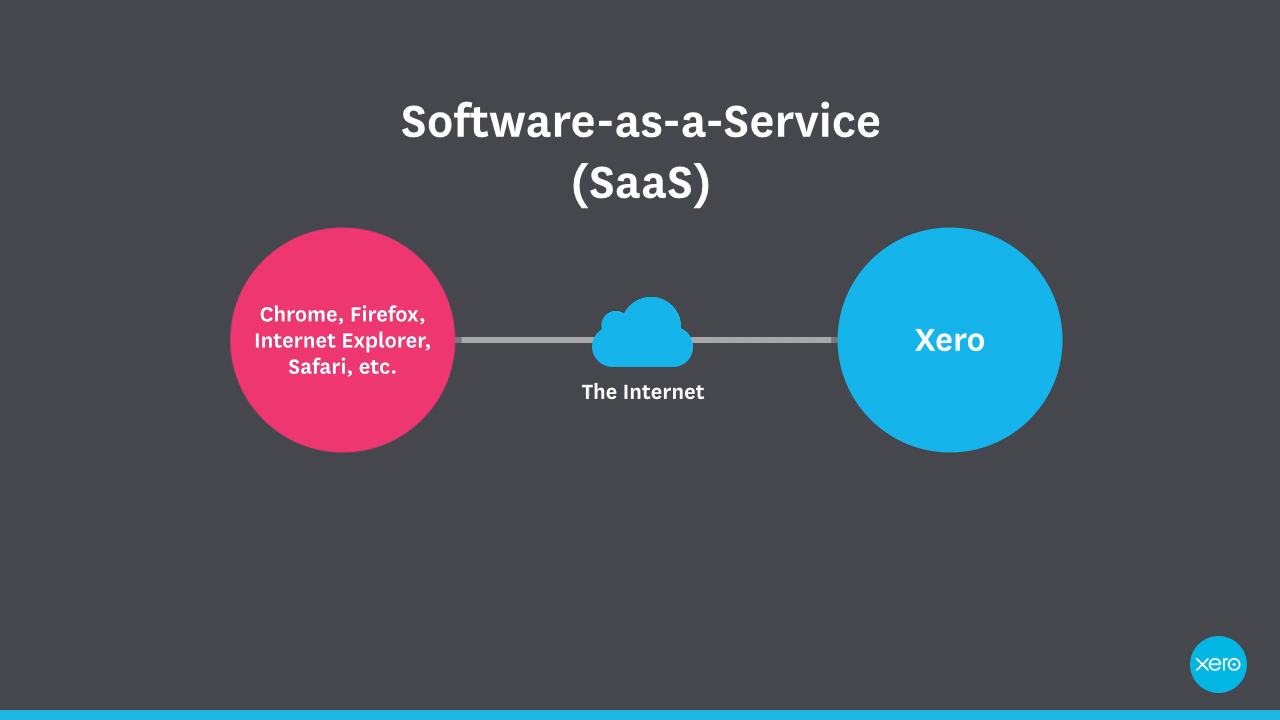 Software-as-a-Service
(SaaS)
Chrome, Firefox,
Internet Explorer,
Safari, etc.
The Internet
Xero
xero